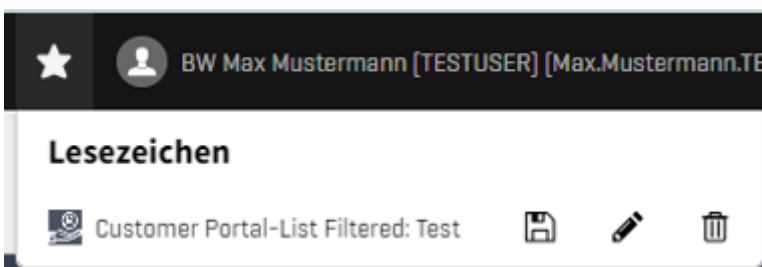 BW Max Mustermann [TESTUSER] [Max.Mustermann.TE
Lesezeichen
Customer Portal-List Filtered: Test